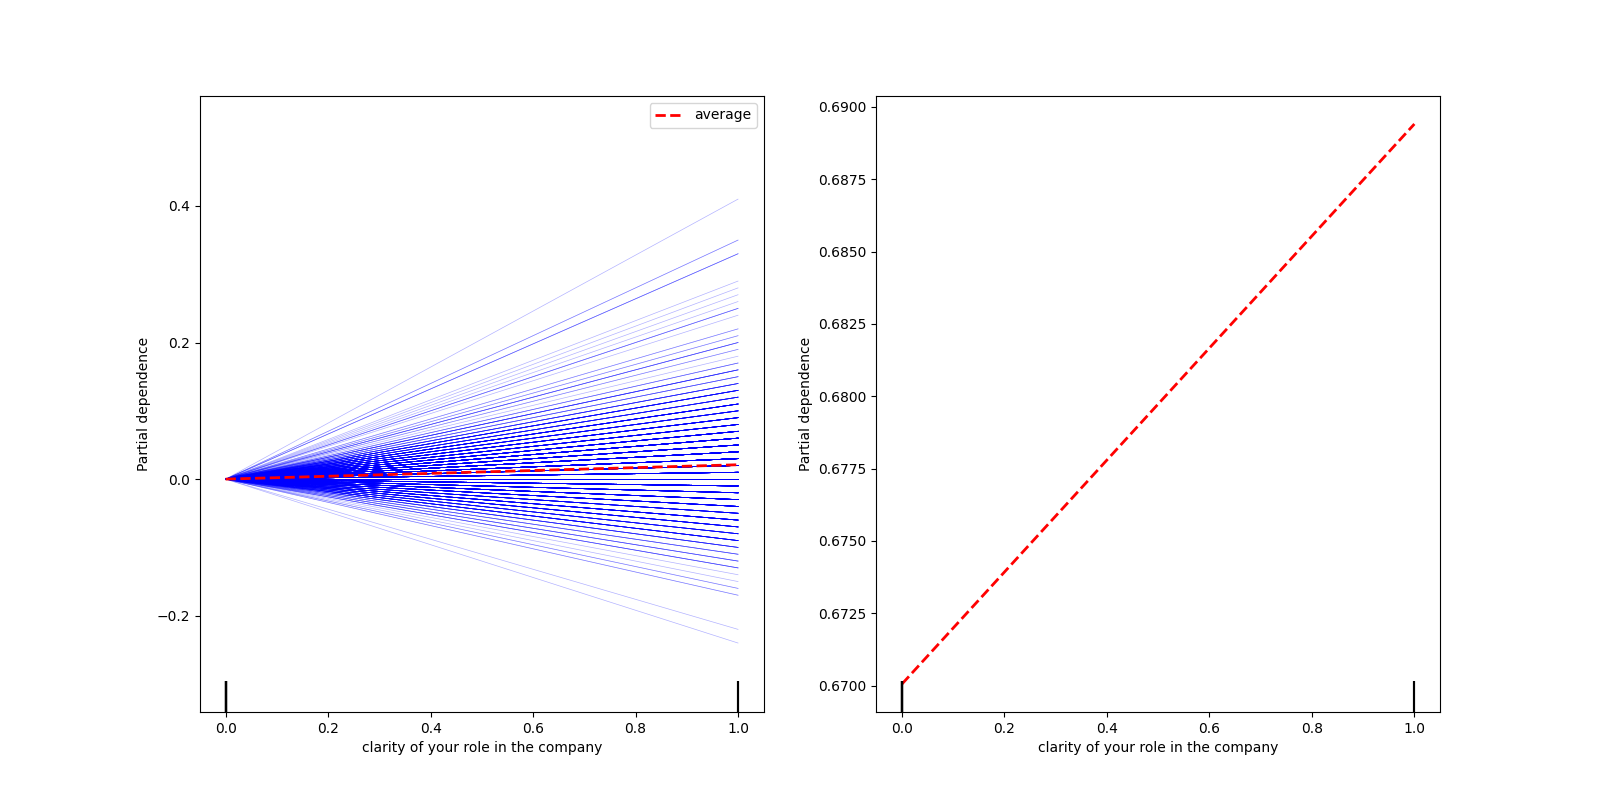 average
Partial dependence
0.4
0.2
0.0
−0.2
0.0 0.2 0.4 0.6 0.8 1.0
clarity of your role in the company
Partial dependence
0.6900
0.6875
0.6850
0.6825
0.6800
0.6775
0.6750
0.6725
0.6700
0.0 0.2 0.4 0.6 0.8 1.0
clarity of your role in the company